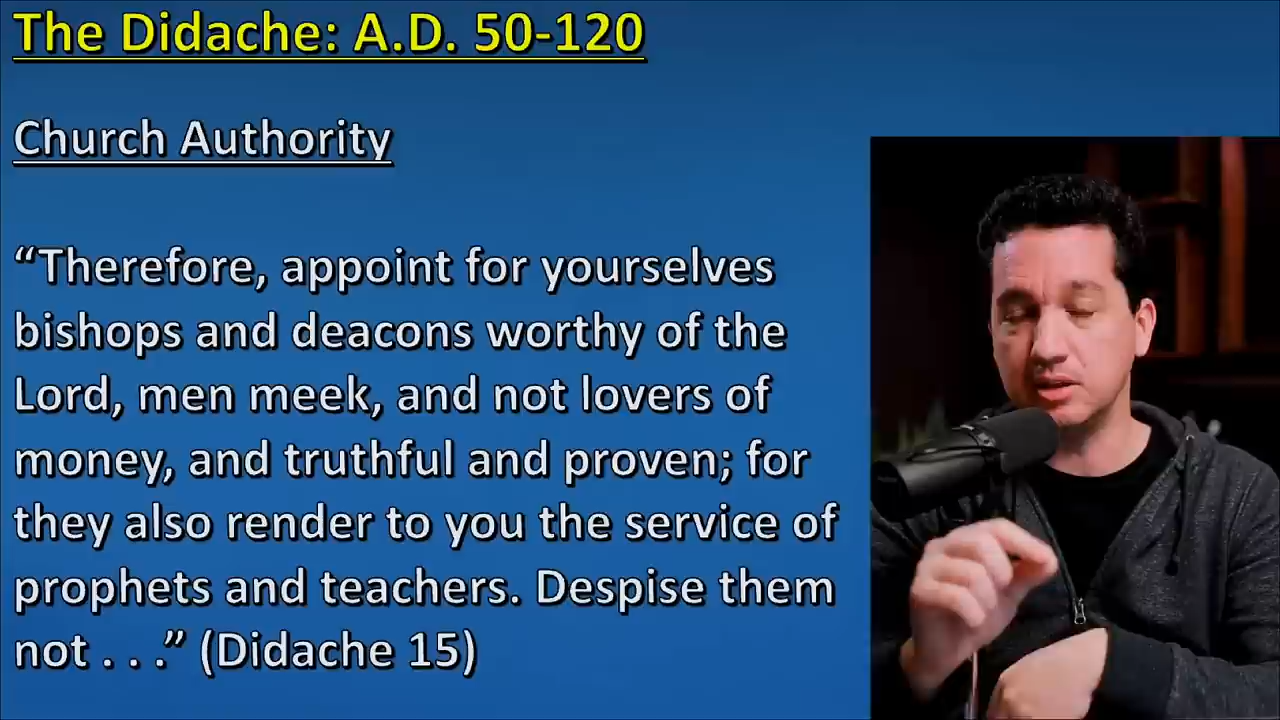 The Didache: A.D. 50-120
Church Authority
“Therefore, appoint for yourselves
bishops and deacons worthy of the
Lord, men meek, and not lovers of
money, and truthful and proven; for
they also render to you the service of
prophets and teachers. Despise them
not . . .” (Didache 15)